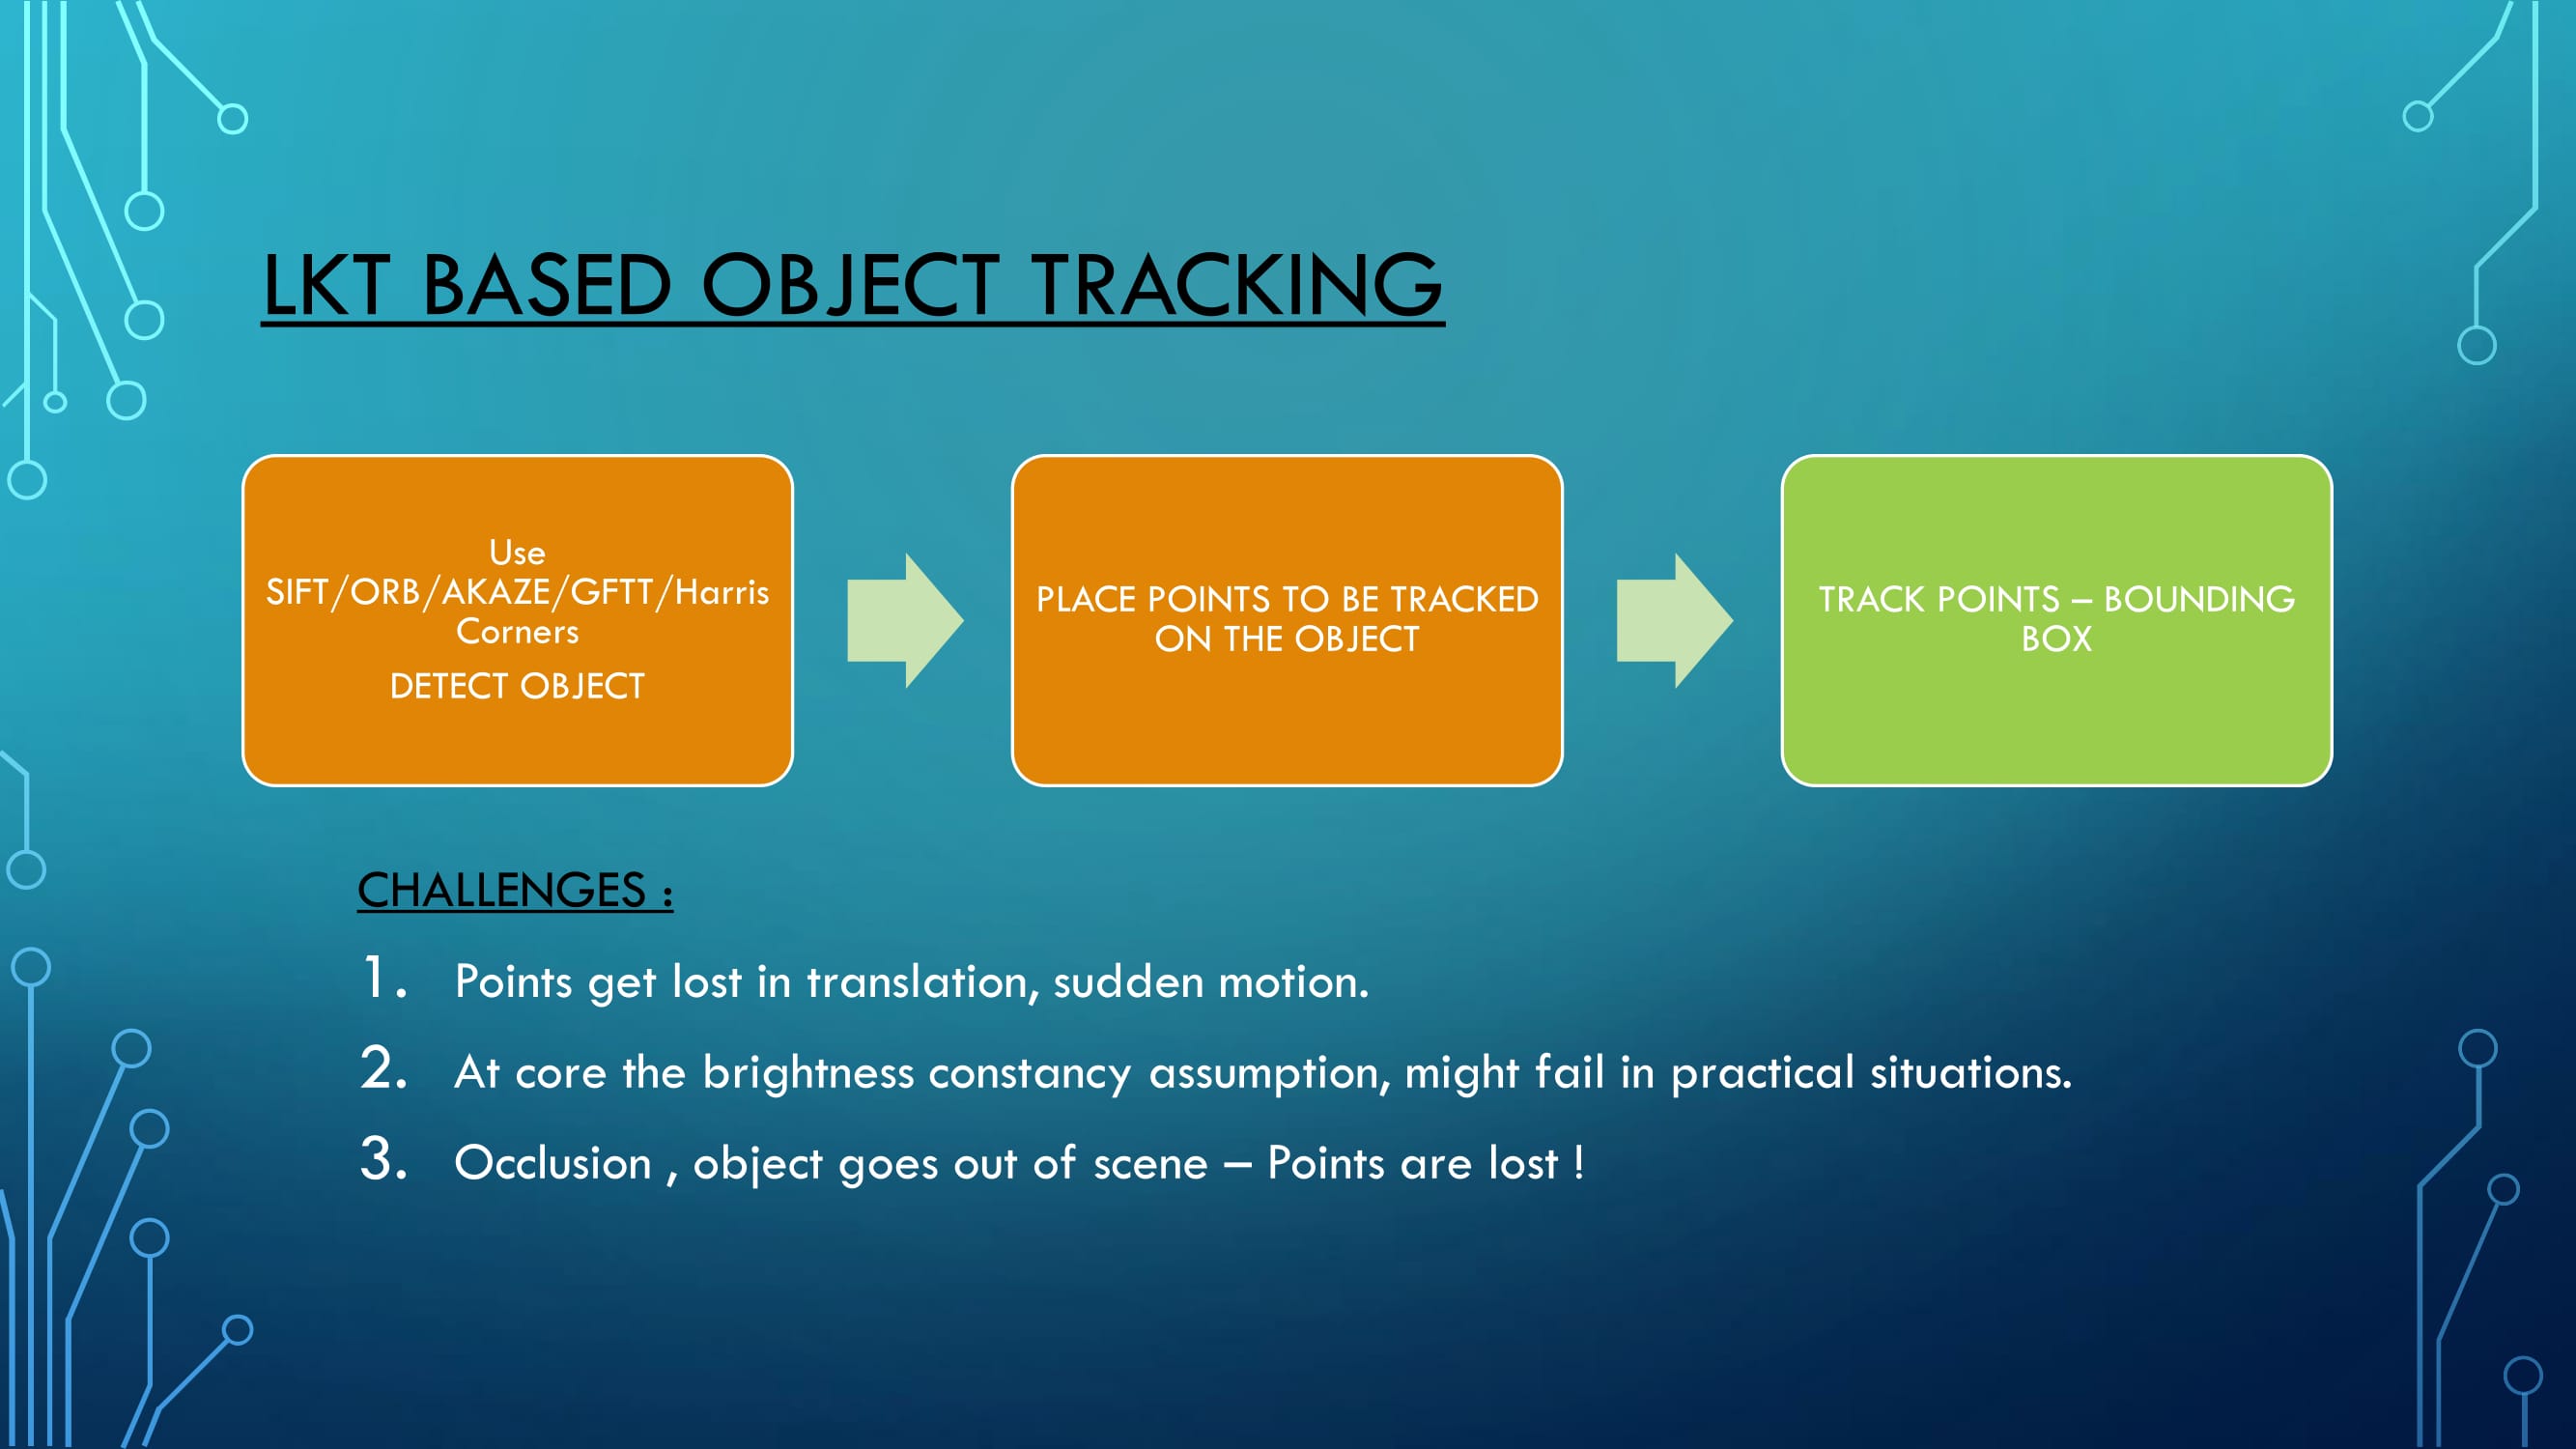 LKT BASED OBJECT TRACKING
Use
SIFT/ORB/AKAZE/GFTT/Harris
Corners
DETECT OBJECT
PLACE POINTS TO BE TRACKED
ON THE OBJECT
TRACK POINTS – BOUNDING
BOX
CHALLENGES :
1. Points get lost in translation, sudden motion.
2. At core the brightness constancy assumption, might fail in practical situations.
3. Occlusion , object goes out of scene – Points are lost !